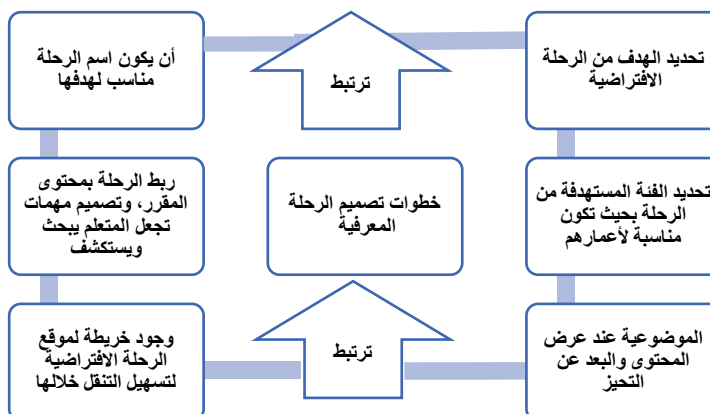 تحديد الهدف من الرحلة
الافتراضية
ترتبط
أن يكون اسم الرحلة
مناسب لهدفها
تحديد الفئة المستهدفة من
الرحلة بحيث تكون
مناسبة لأعمارهم
خطوات تصميم الرحلة
المعرفية
ربط الرحلة بمحتوى
المقرر، وتصميم مهمات
تجعل المتعلم يبحث
ويستكشف
الموضوعية عند عرض
المحتوى والبعد عن
التحيز
ترتبط
وجود خريطة لموقع
الرحلة الافتراضية
لتسهيل التنقل خلالها